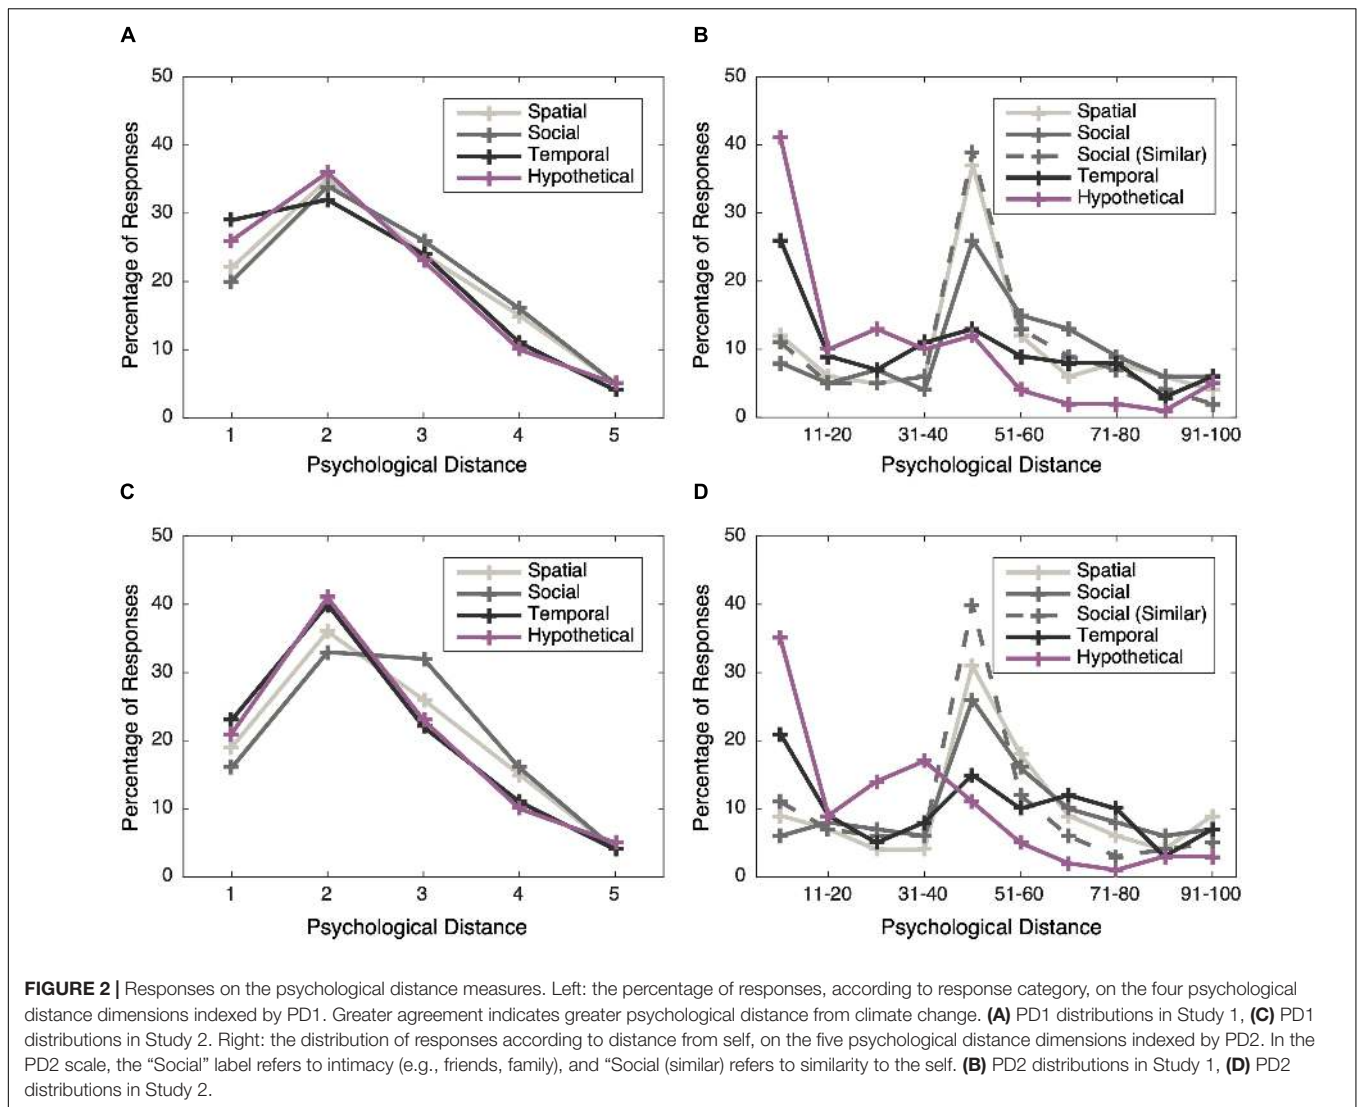 A
50
40
30
20
10
0
Percentage of Responses
Spatial
Social
Temporal
Hypothetical
1 2 3 4 5
Psychological Distance
B
50
40
30
20
10
0
Percentage of Responses
Spatial
Social
Social (Similar)
Temporal
Hypothetical
11-20 31-40 51-60 71-80 91-100
Psychological Distance
C
50
40
30
20
10
0
Percentage of Responses
Spatial
Social
Temporal
Hypothetical
1 2 3 4 5
Psychological Distance
D
50
40
30
20
10
0
Percentage of Responses
Spatial
Social
Social (Similar)
Temporal
Hypothetical
11-20 31-40 51-60 71-80 91-100
Psychological Distance
FIGURE 2 | Responses on the psychological distance measures. Left: the percentage of responses, according to response category, on the four psychological
distance dimensions indexed by PD1. Greater agreement indicates greater psychological distance from climate change. (A) PD1 distributions in Study 1, (C) PD1
distributions in Study 2. Right: the distribution of responses according to distance from self, on the five psychological distance dimensions indexed by PD2. In the
PD2 scale, the “Social” label refers to intimacy (e.g., friends, family), and “Social (similar) refers to similarity to the self. (B) PD2 distributions in Study 1, (D) PD2
distributions in Study 2.